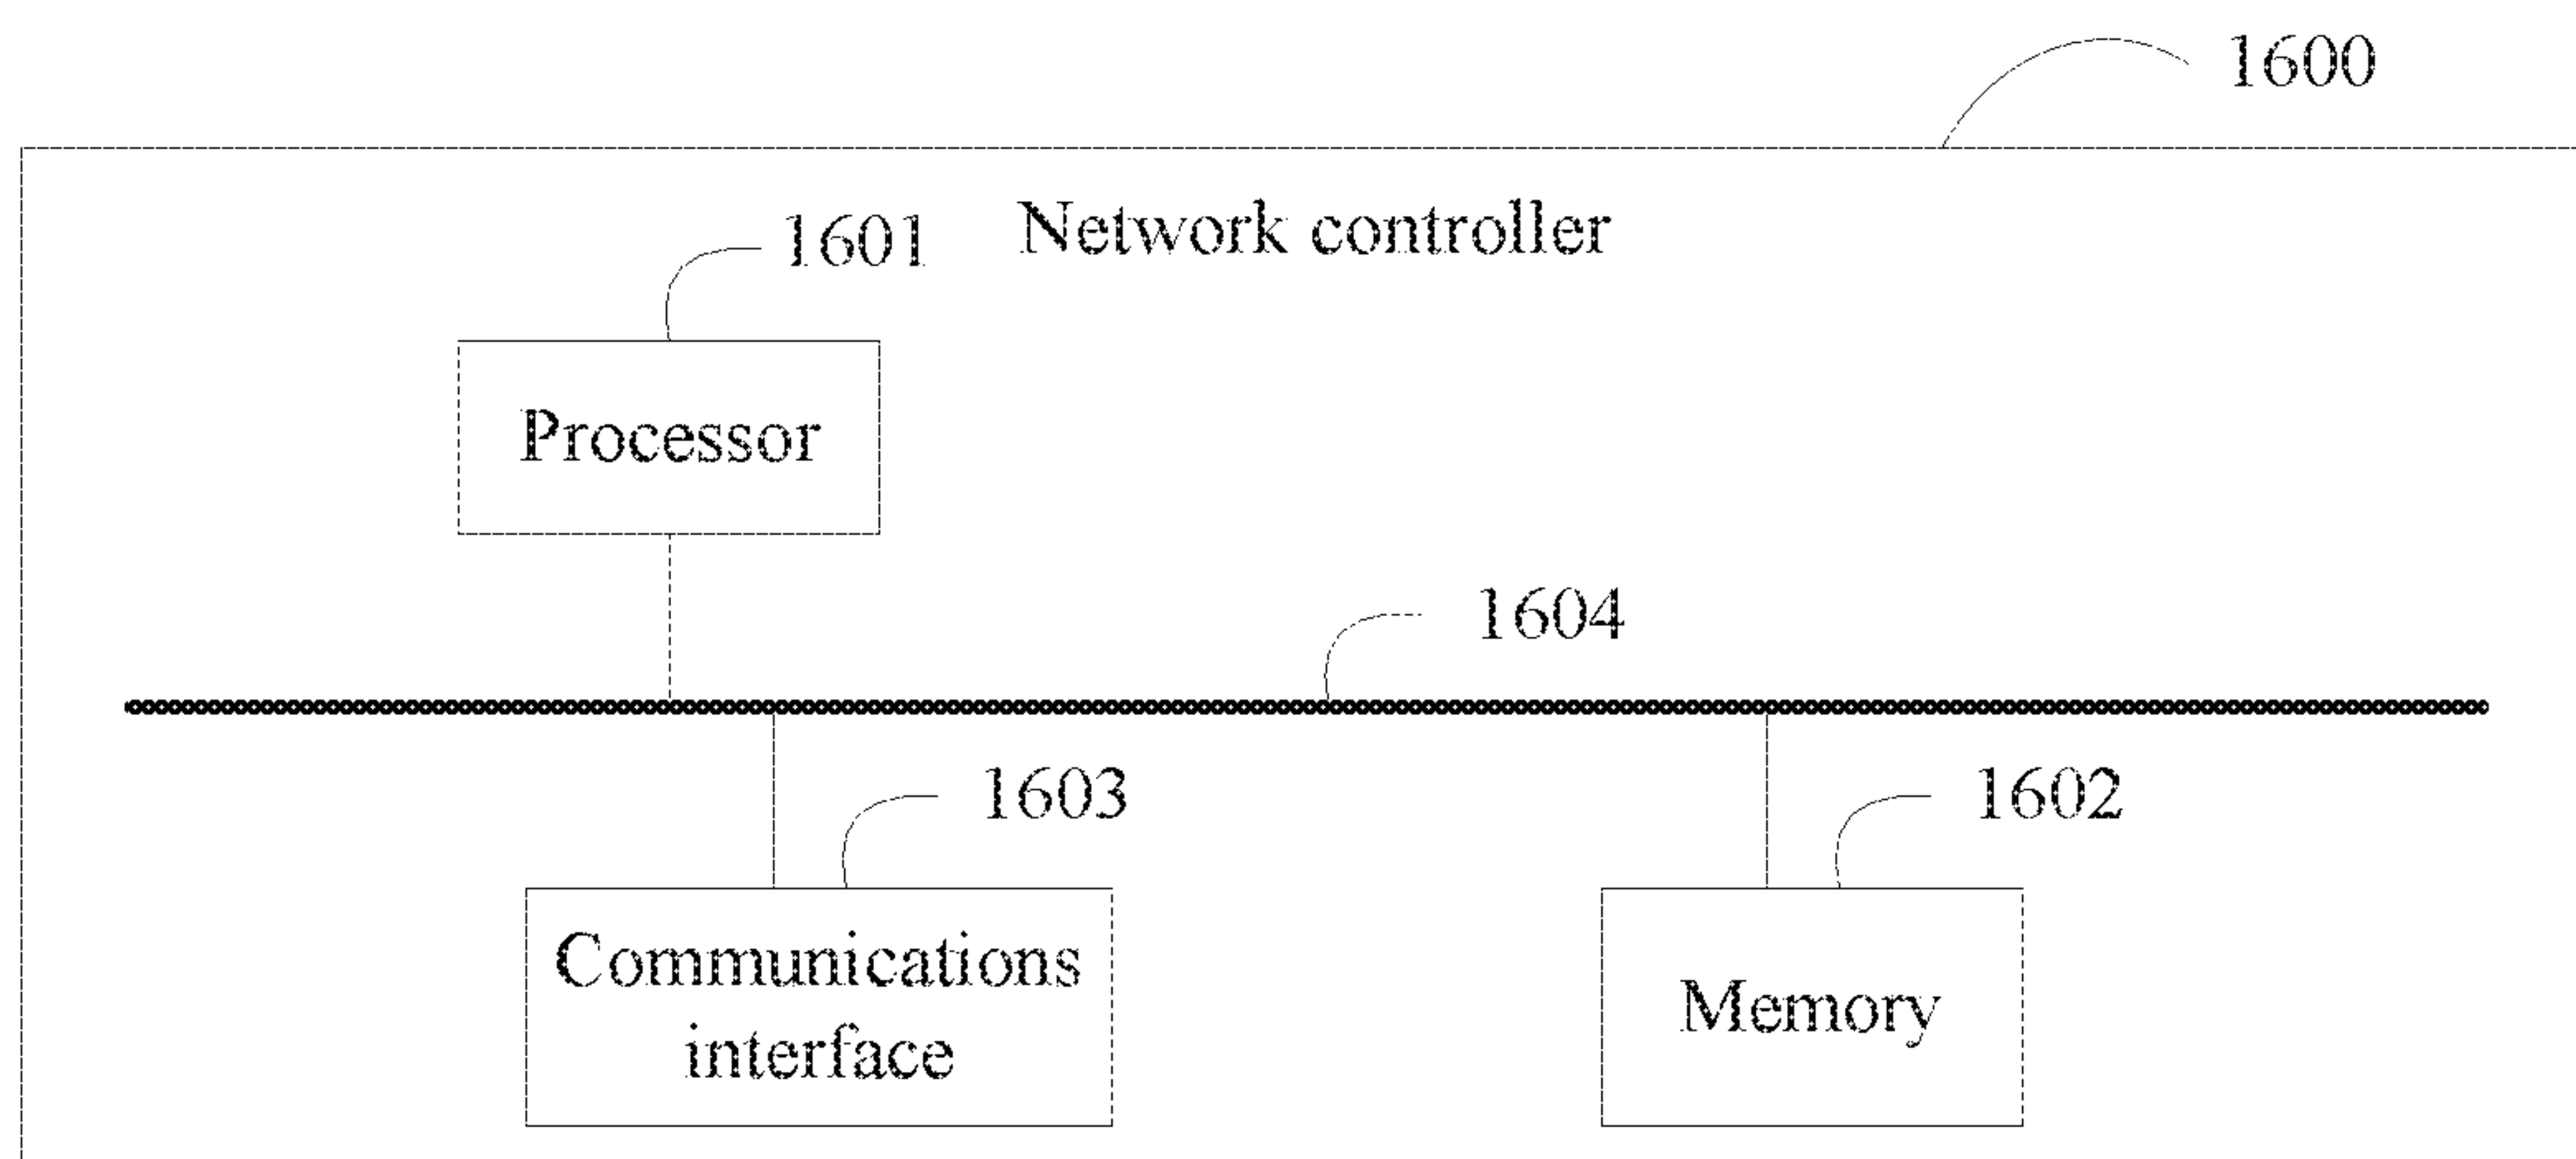 1600
1601
Network controller
Processor
1604
1603
1602
Communications
interface
Memory